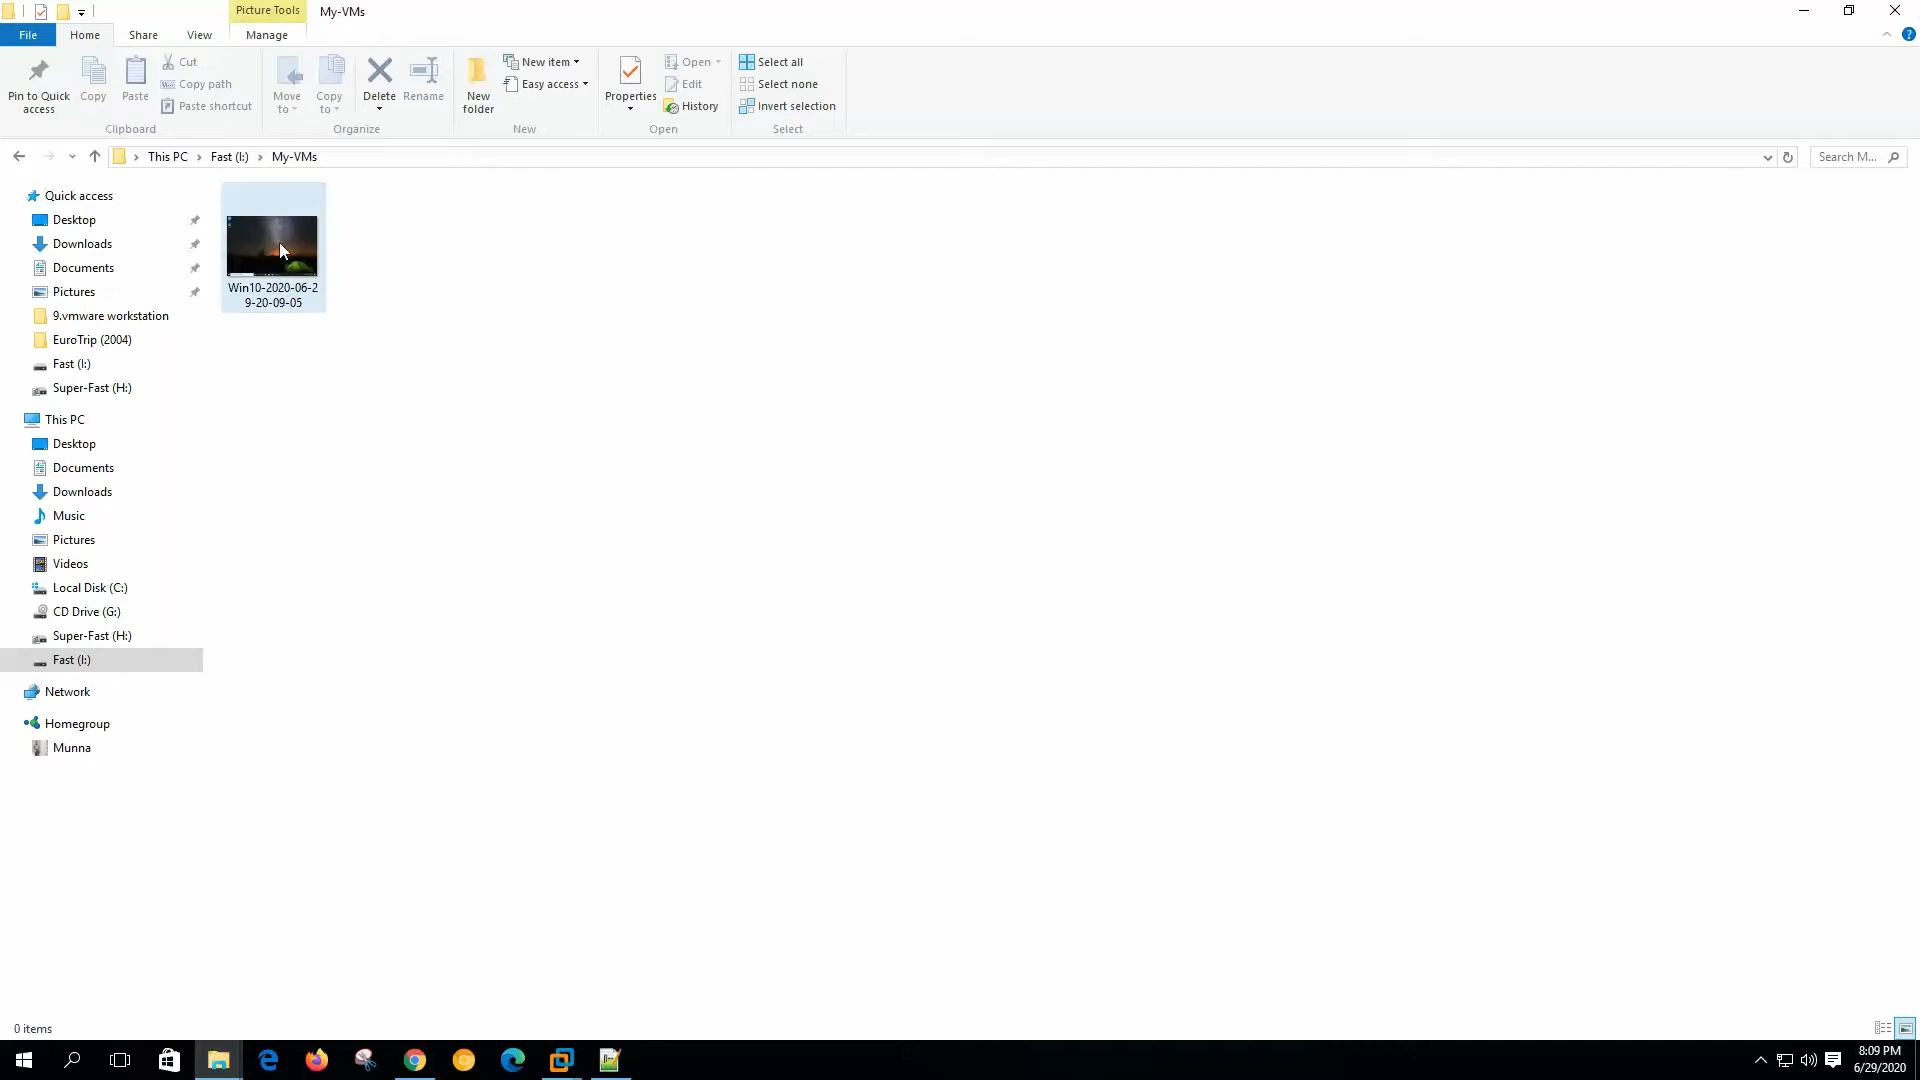 Picture Tools
My-VMs
File
Home
Share
View
Manage
Pin to Quick
access
Copy
Paste
Cut
Copy path
Paste shortcut
Clipboard
Move
to
Copy
to
Delete
Rename
Organize
New
folder
New item
Easy access
New
Properties
Open
Edit
History
Open
Select all
Select none
Invert selection
Select
This PC
Fast (I:)
My-VMs
Search M...
Quick access
Desktop
Downloads
Documents
Pictures
9.vmware workstation
EuroTrip (2004)
Fast (I:)
Super-Fast (H:)
This PC
Desktop
Documents
Downloads
Music
Pictures
Videos
Local Disk (C:)
CD Drive (G:)
Super-Fast (H:)
Fast (I:)
Network
Homegroup
Munna
Win10-2020-06-2
9-20-09-05
0 items
8:09 PM
6/29/2020